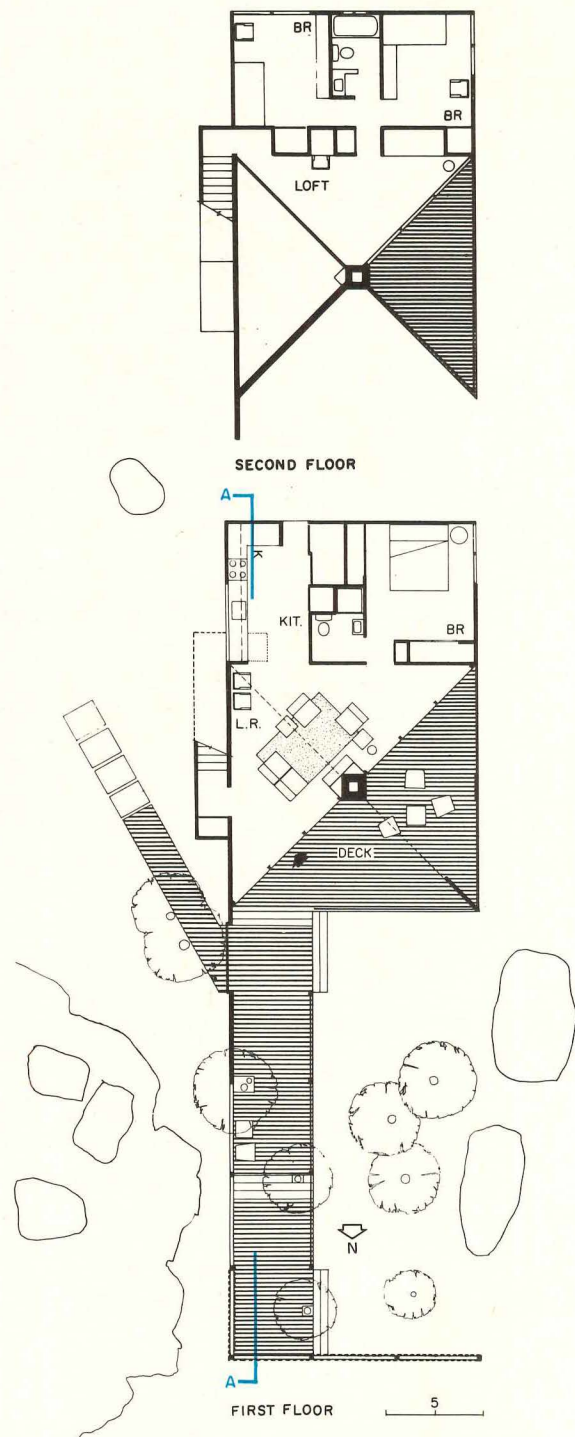 BR
BR
LOFT
SECOND FLOOR
A
K
KIT.
BR
L.R.
DECK
N
A
FIRST FLOOR
5